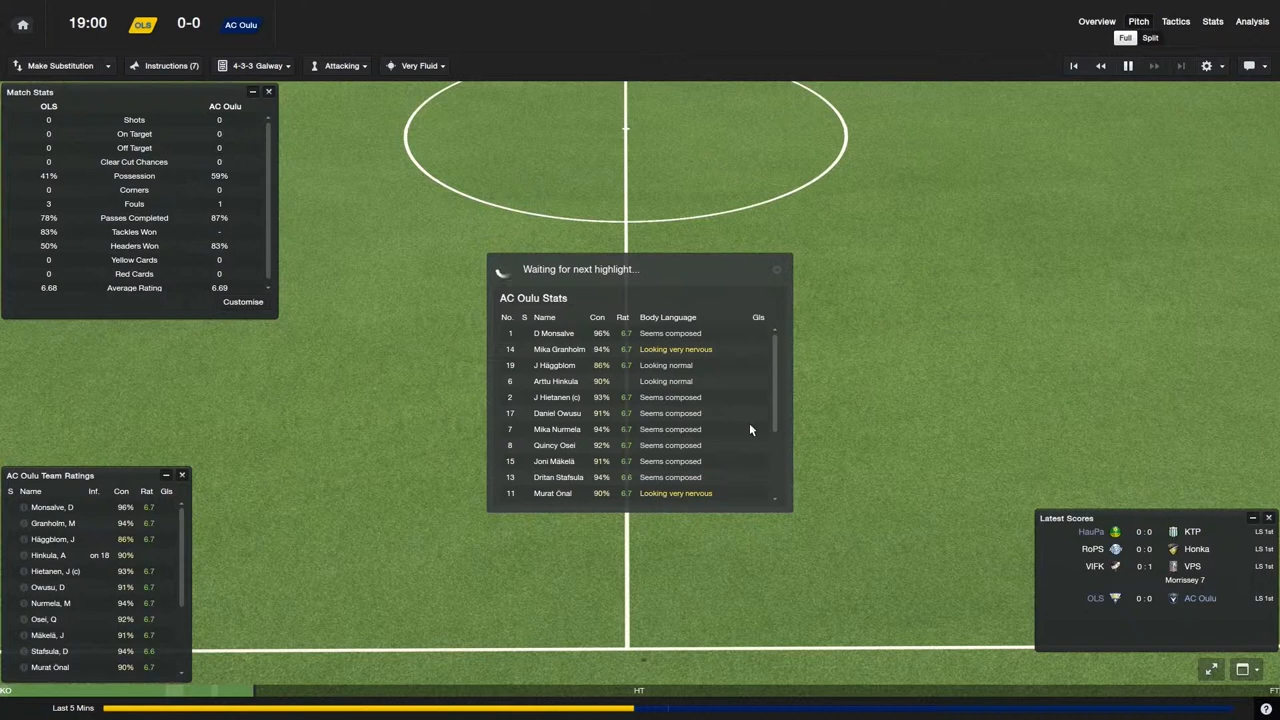 19:00 OLS 0-0 AC Oulu
Overview Pitch Tactics Stats Analysis
Full Split
Make Substitution Instructions (7) 4-3-3 Galway Attacking Very Fluid
Match Stats
OLS AC Oulu
0 Shots 0
0 On Target 0
0 Off Target 0
0 Clear Cut Chances 0
41% Possession 59%
0 Corners 0
3 Fouls 1
78% Passes Completed 87%
83% Tackles Won -
50% Headers Won 83%
0 Yellow Cards 0
0 Red Cards 0
6.68 Average Rating 6.69
Customise
Waiting for next highlight...
AC Oulu Stats
No. S Name Con Rat Body Language Gls
1 D Monsalve 96% 6.7 Seems composed
14 Mika Granholm 94% 6.7 Looking very nervous
19 J Häggblom 86% 6.7 Looking normal
6 Arttu Hinkula 90% Looking normal
2 J Hietanen (c) 93% 6.7 Seems composed
17 Daniel Owusu 91% 6.7 Seems composed
7 Mika Nurmela 94% 6.7 Seems composed
8 Quincy Osei 92% 6.7 Seems composed
15 Joni Mäkelä 91% 6.7 Seems composed
13 Dritan Stafsula 94% 6.6 Seems composed
11 Murat Önal 90% 6.7 Looking very nervous
AC Oulu Team Ratings
S Name Inf. Con Rat Gls
Monsalve, D 96% 6.7
Granholm, M 94% 6.7
Häggblom, J 86% 6.7
Hinkula, A on 18 90%
Hietanen, J (c) 93% 6.7
Owusu, D 91% 6.7
Nurmela, M 94% 6.7
Osei, Q 92% 6.7
Mäkelä, J 91% 6.7
Stafsula, D 94% 6.6
Murat Önal 90% 6.7
Latest Scores
HauPa 0 : 0 KTP LS 1st
RoPS 0 : 0 Honka LS 1st
VIFK 0 : 1 VPS LS 1st
Morrissey 7
OLS 0 : 0 AC Oulu LS 1st
KO HT FT
Last 5 Mins